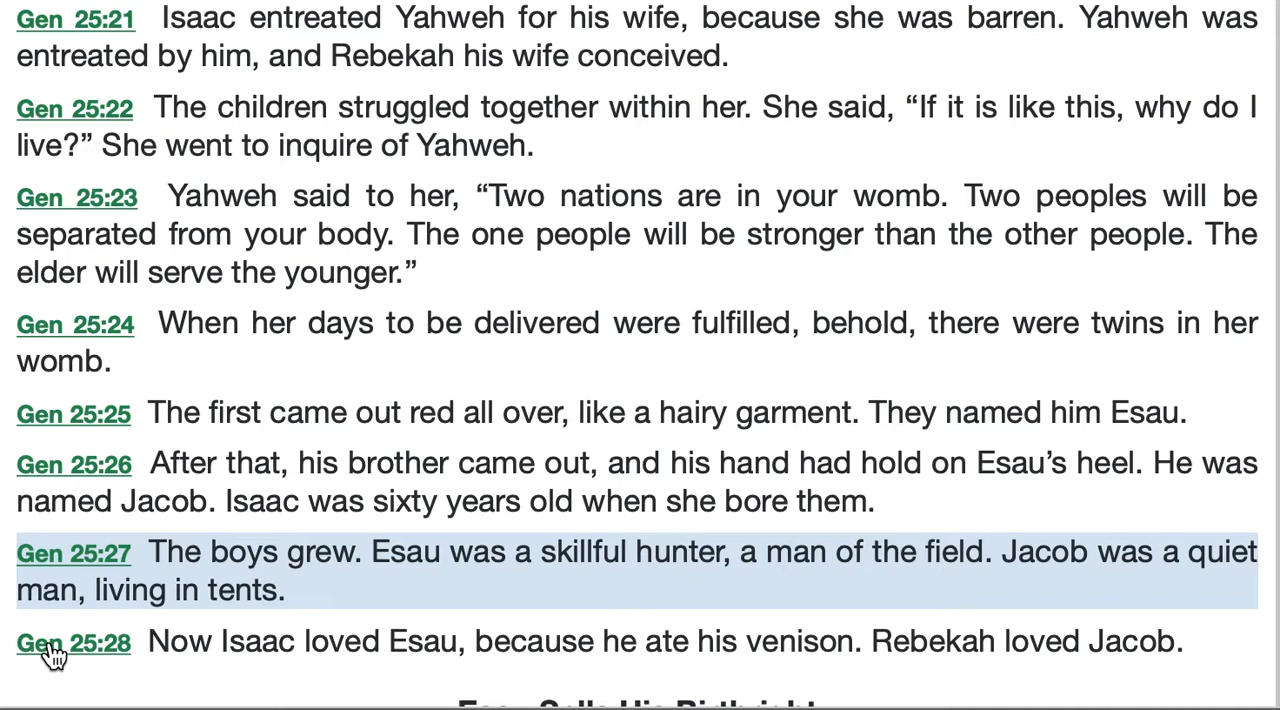 Gen 25:21 Isaac entreated Yahweh for his wife, because she was barren. Yahweh was
entreated by him, and Rebekah his wife conceived.
Gen 25:22 The children struggled together within her. She said, “If it is like this, why do I
live?” She went to inquire of Yahweh.
Gen 25:23 Yahweh said to her, “Two nations are in your womb. Two peoples will be
separated from your body. The one people will be stronger than the other people. The
elder will serve the younger.”
Gen 25:24 When her days to be delivered were fulfilled, behold, there were twins in her
womb.
Gen 25:25 The first came out red all over, like a hairy garment. They named him Esau.
Gen 25:26 After that, his brother came out, and his hand had hold on Esau’s heel. He was
named Jacob. Isaac was sixty years old when she bore them.
Gen 25:27 The boys grew. Esau was a skillful hunter, a man of the field. Jacob was a quiet
man, living in tents.
Gen 25:28 Now Isaac loved Esau, because he ate his venison. Rebekah loved Jacob.
Esau Sells His Birthright